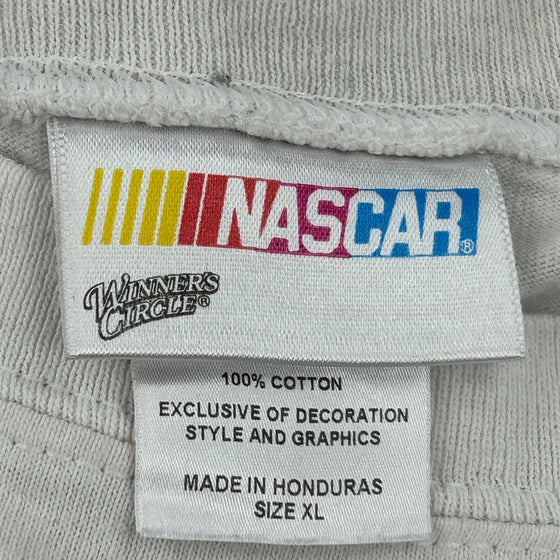 NASCAR®
WINNER'S
CIRCLE®
100% COTTON
EXCLUSIVE OF DECORATION
STYLE AND GRAPHICS
MADE IN HONDURAS
SIZE XL